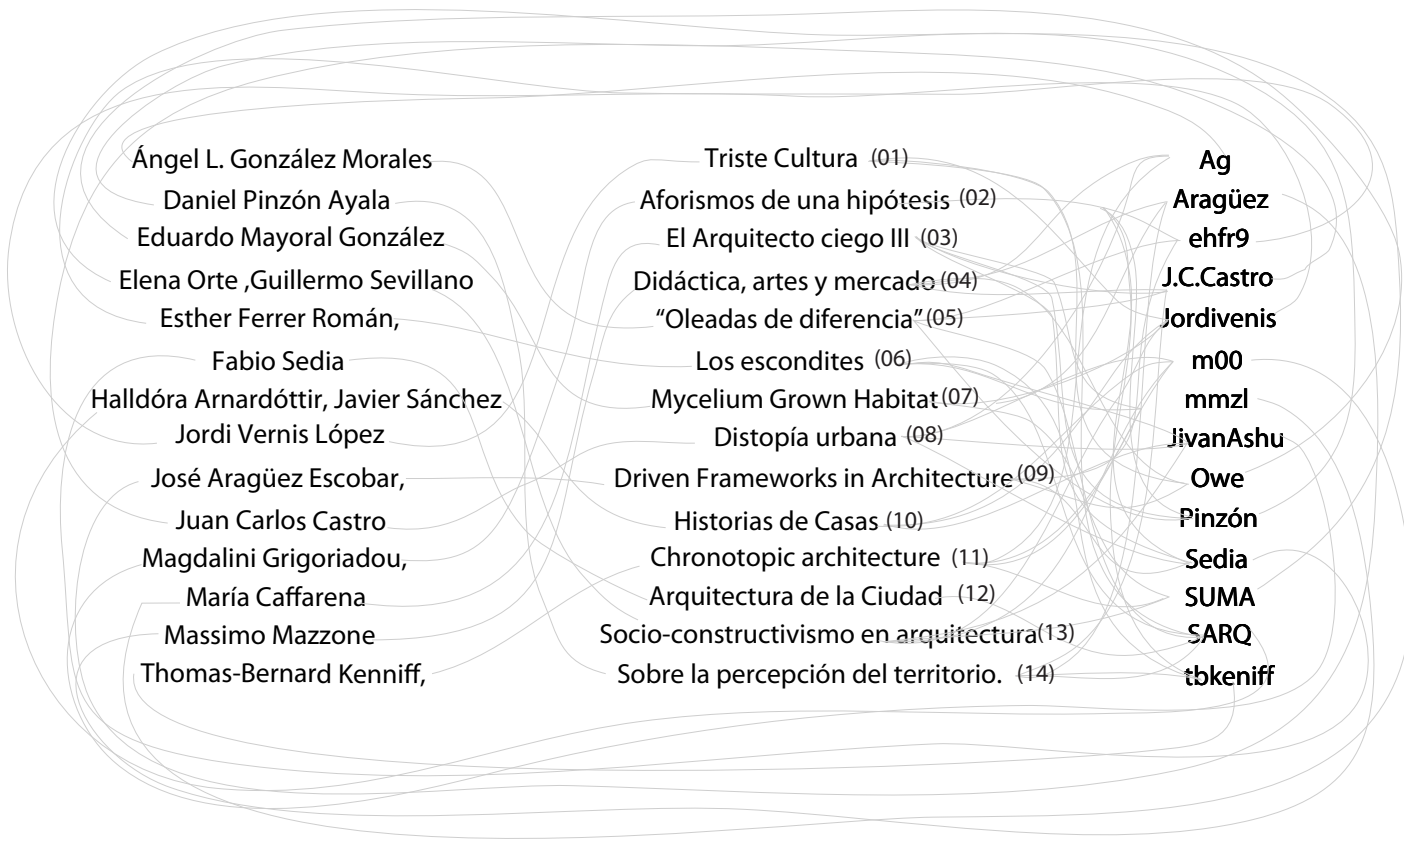 Ángel L. González Morales
Daniel Pinzón Ayala
Eduardo Mayoral González
Elena Orte ,Guillermo Sevillano
Esther Ferrer Román,
Fabio Sedia
Halldóra Arnardóttir, Javier Sánchez
Jordi Vernis López
José Aragüez Escobar,
Juan Carlos Castro
Magdalini Grigoriadou,
María Caffarena
Massimo Mazzone
Thomas-Bernard Kenniff,
Triste Cultura (01)
Aforismos de una hipótesis (02)
El Arquitecto ciego III (03)
Didáctica, artes y mercado (04)
“Oleadas de diferencia” (05)
Los escondites (06)
Mycelium Grown Habitat (07)
Distopía urbana (08)
Driven Frameworks in Architecture (09)
Historias de Casas (10)
Chronotopic architecture (11)
Arquitectura de la Ciudad (12)
Socio-constructivismo en arquitectura(13)
Sobre la percepción del territorio. (14)
Ag
Aragüez
ehfr9
J.C.Castro
Jordivenis
m00
mmzl
JivanAshu
Owe
Pinzón
Sedia
SUMA
SARQ
tbkeniff